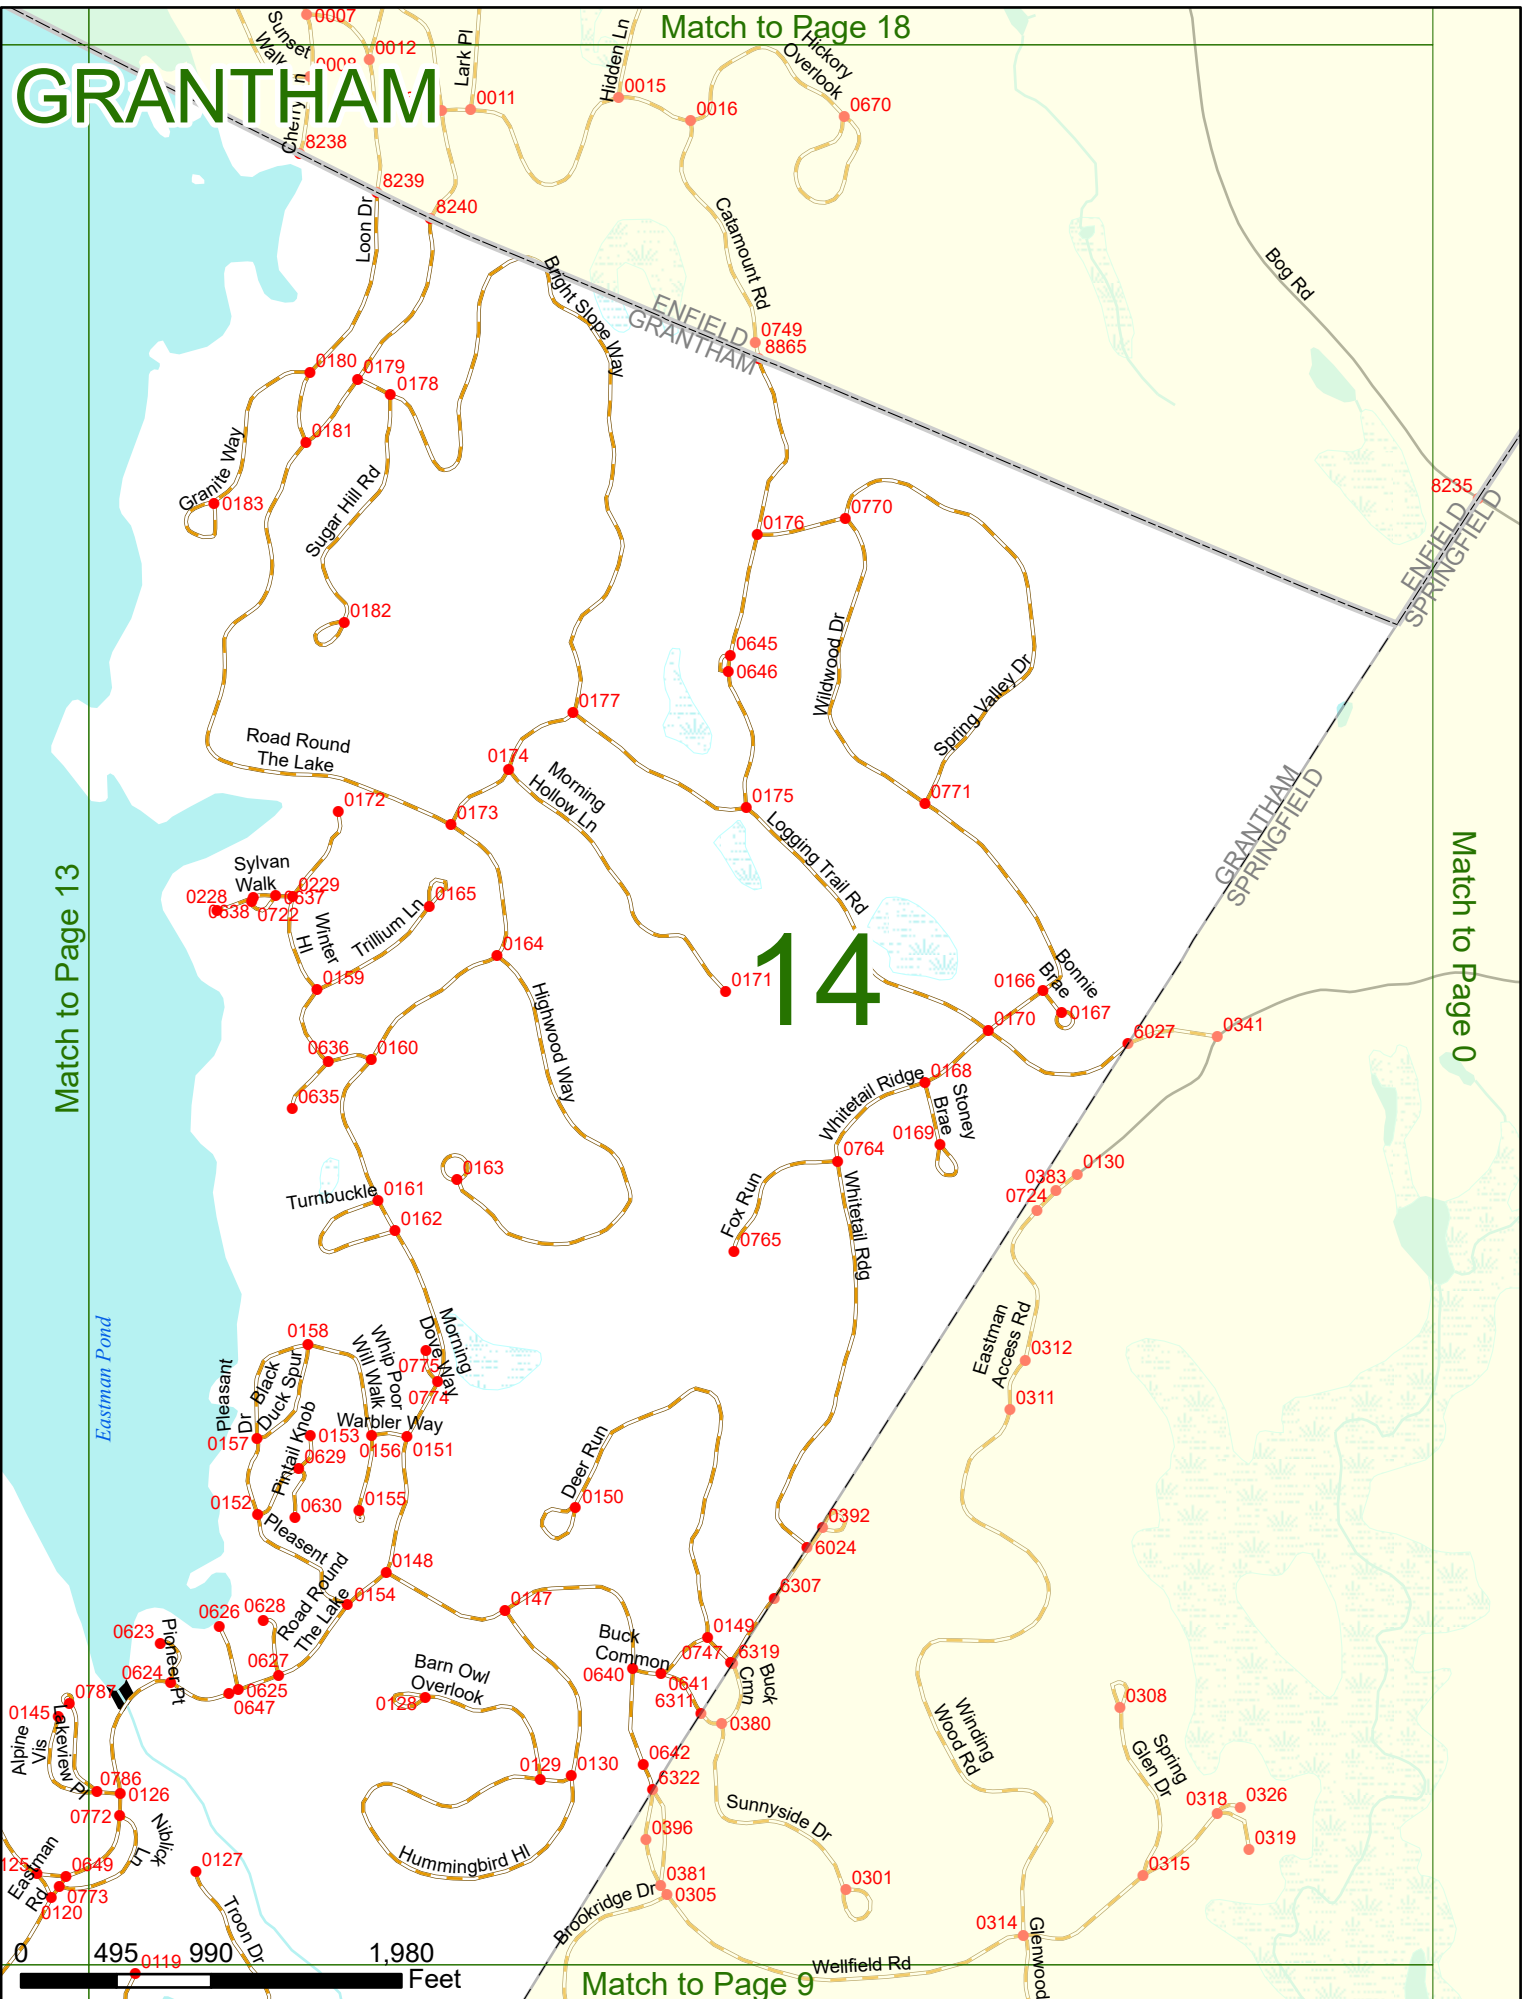 Match to Page 18
GRANTHAM
0007
Sunset
Walk
0012
Lark Pl
0011
Hidden Ln
0015
0016
Hickory
Overlook
0670
8238
8239
8240
Loon Dr
Catamount Rd
Bog Rd
Bright Slope Way
ENFIELD
GRANTHAM
0749
8865
0180
0179
0178
0181
Granite Way
0183
Sugar Hill Rd
0182
0176
0770
8235
ENFIELD
SPRINGFIELD
0645
0646
Wildwood Dr
Spring Valley Dr
0177
Road Round
The Lake
0174
Morning
Hollow Ln
0172
0173
0175
0771
GRANTHAM
SPRINGFIELD
Logging Trail Rd
Match to Page 13
Match to Page 0
Sylvan
Walk
0229
0228
0637
0638
0722
Winter
Hl
Trillium Ln
0165
0164
0159
14
0171
Bonnie
Brae
0166
0167
0170
6027
0341
Highwood Way
0636
0160
0635
Whitetail Ridge
0168
Stoney
Brae
0169
0163
0764
0130
0383
0724
Turnbuckle
0161
0162
Fox Run
0765
Whitetail Rdg
Eastman Pond
0158
Morning
Dove Way
Whip Poor
Will Walk
0775
0774
Eastman
Access Rd
0312
0311
Pleasant
Dr
Black
Duck Spur
Warbler Way
0157
0153
0156
0151
Pintail Knob
0629
0152
0630
0155
Deer Run
0150
0392
6024
Pleasent
0148
0154
Road Round
The Lake
6307
0147
0626
0628
0623
Pioneer Pt
0149
Buck
Common
0747
6319
0624
0627
0625
0647
0640
0641
Buck
Cmn
Barn Owl
Overlook
0128
6311
0380
0787
0145
Alpine
Vis
Lakeview Pl
Winding
Wood Rd
0308
Spring
Glen Dr
0786
0126
0772
0129
0130
0642
6322
Sunnyside Dr
0318
0326
0319
0396
Niblick
Ln
Hummingbird Hl
0127
Eastman
Rd
0649
0773
0120
0381
0305
0301
0315
Troon Dr
Brookridge Dr
0314
Glenwood
0119
Wellfield Rd
0 495 990 1,980
Feet
Match to Page 9